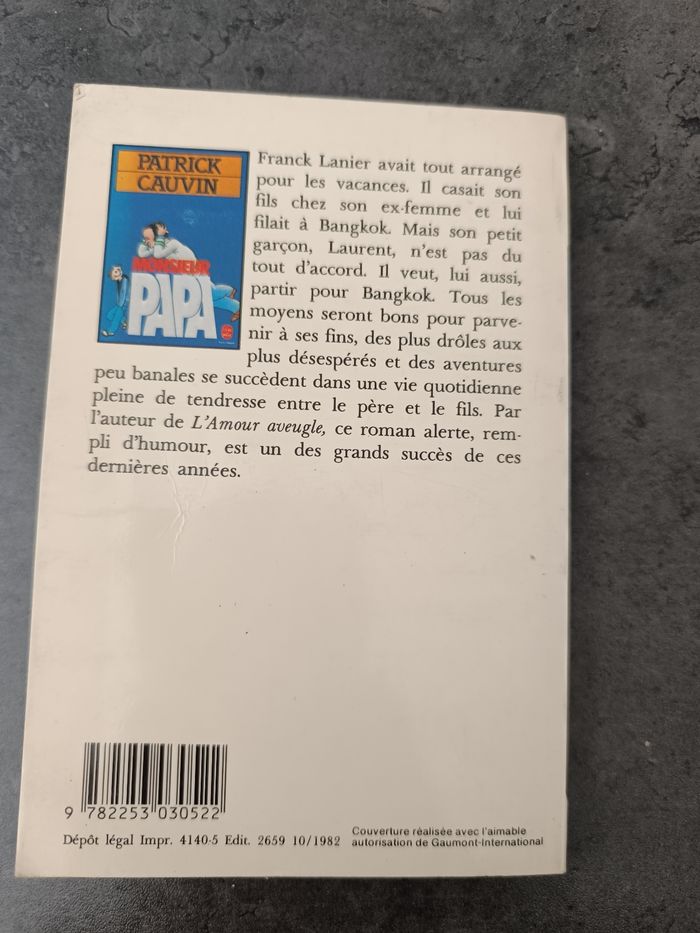 PATRICK
CAUVIN
MONSIEUR
PAPA
Franck Lanier avait tout arrangé
pour les vacances. Il casait son
fils chez son ex-femme et lui
filait à Bangkok. Mais son petit
garçon, Laurent, n'est pas du
tout d'accord. Il veut, lui aussi,
partir pour Bangkok. Tous les
moyens seront bons pour parve-
nir à ses fins, des plus drôles aux
plus désespérés et des aventures
peu banales se succèdent dans une vie quotidienne
pleine de tendresse entre le père et le fils. Par
l'auteur de L'Amour aveugle, ce roman alerte, rem-
pli d'humour, est un des grands succès de ces
dernières années.
9 782253 030522
Dépôt légal Impr. 4140-5 Edit. 2659 10/1982
Couverture réalisée avec l'aimable
autorisation de Gaumont-International